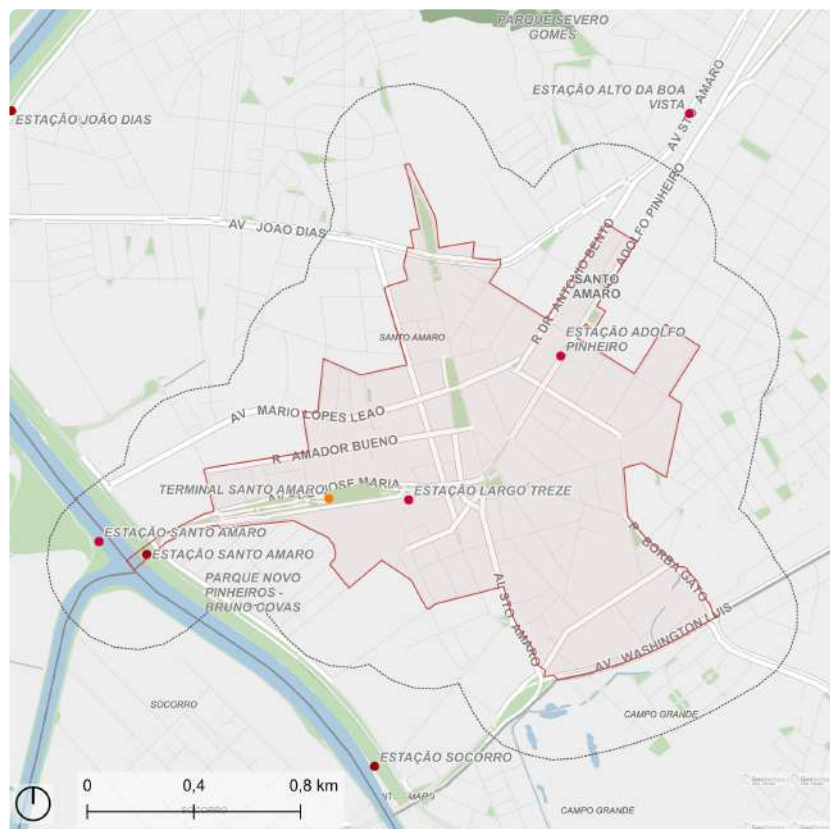 PARQUE SEVERO
GOMES
ESTAÇÃO ALTO DA BOA
VISTA
AV STO AMARO
ESTAÇÃO JOÃO DIAS
ADOLFO PINHEIRO
AV JOAO DIAS
R DR ANTONIO BENTO
SANTO
AMARO
SANTO AMARO
ESTAÇÃO ADOLFO
PINHEIRO
AV MARIO LOPES LEAO
R AMADOR BUENO
TERMINAL SANTO AMARO
JOSE MARIA
ESTAÇÃO LARGO TREZE
ESTAÇÃO SANTO AMARO
ESTAÇÃO SANTO AMARO
R BORBA GATO
PARQUE NOVO
PINHEIROS -
BRUNO COVAS
AV STO AMARO
AV WASHINGTON LUIS
SOCORRO
CAMPO GRANDE
ESTAÇÃO SOCORRO
0 0,4 0,8 km
SOCORRO
CAMPO GRANDE